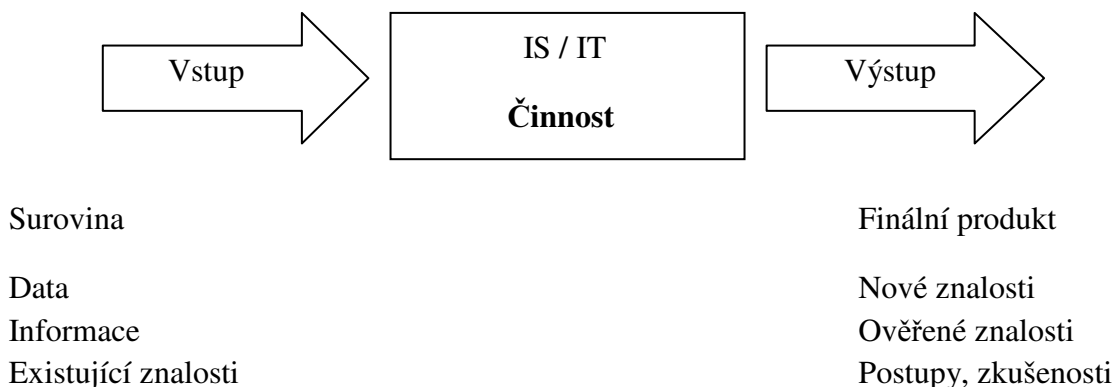 Vstup
IS / IT
Činnost
Výstup
Surovina
Finální produkt
Data
Nové znalosti
Informace
Ověřené znalosti
Existující znalosti
Postupy, zkušenosti